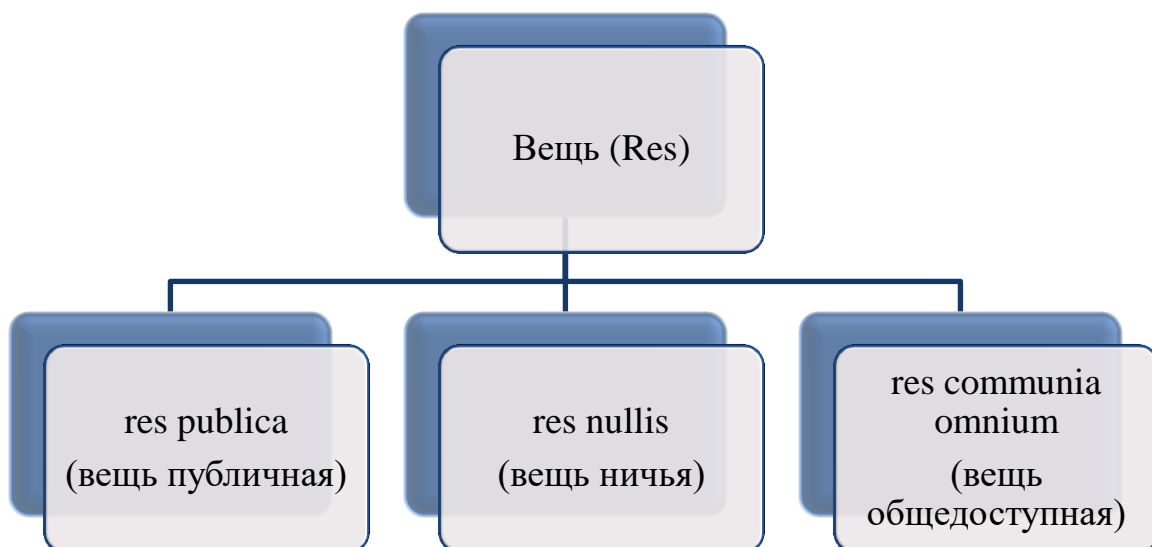 Вещь (Res)
res publica
(вещь публичная)
res nullis
(вещь ничья)
res communia
omnium
(вещь
общедоступная)